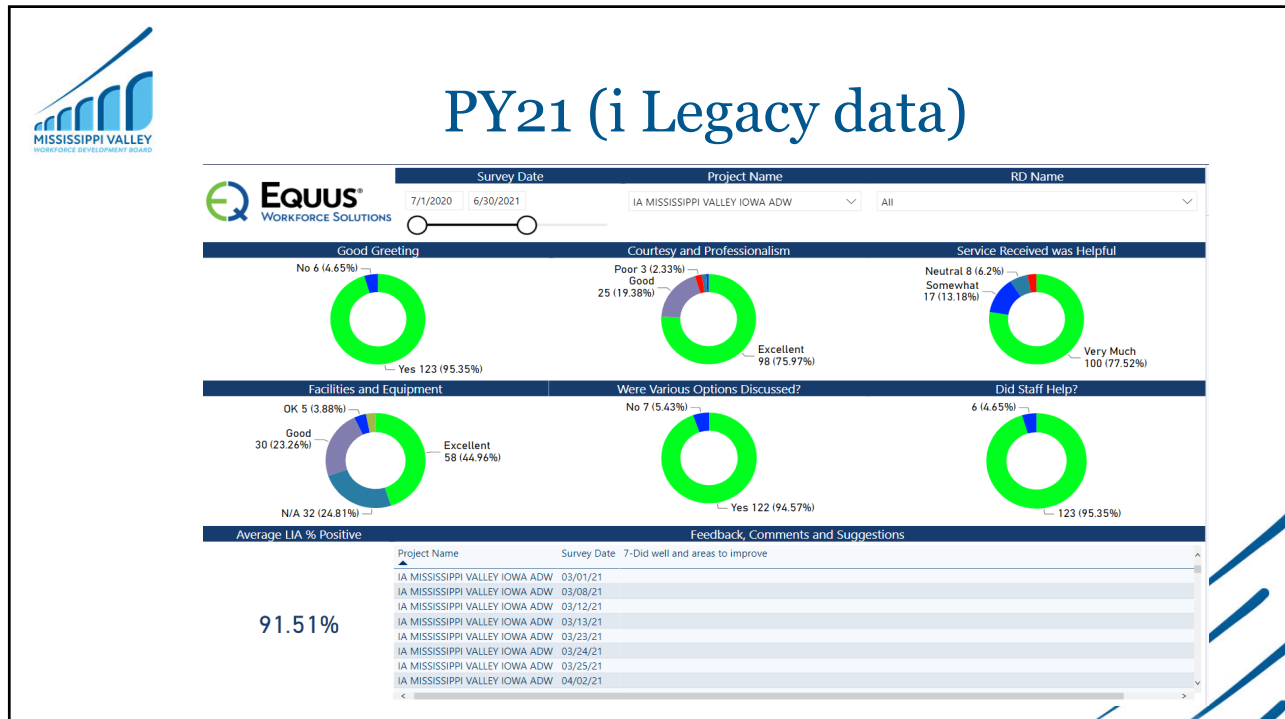 MISSISSIPPI VALLEY
WORKFORCE DEVELOPMENT BOARD
PY21 (i Legacy data)
EQ
EQUUS®
WORKFORCE SOLUTIONS
Survey Date
7/1/2020 6/30/2021
Project Name
IA MISSISSIPPI VALLEY IOWA ADW
RD Name
All
Good Greeting
No 6 (4.65%)
Yes 123 (95.35%)
Courtesy and Professionalism
Poor 3 (2.33%)
Good
25 (19.38%)
Excellent
98 (75.97%)
Service Received was Helpful
Neutral 8 (6.2%)
Somewhat
17 (13.18%)
Very Much
100 (77.52%)
Facilities and Equipment
OK 5 (3.88%)
Good
30 (23.26%)
Excellent
58 (44.96%)
N/A 32 (24.81%)
Were Various Options Discussed?
No 7 (5.43%)
Yes 122 (94.57%)
Did Staff Help?
6 (4.65%)
123 (95.35%)
Average LIA % Positive
91.51%
Feedback, Comments and Suggestions
Project Name Survey Date 7-Did well and areas to improve
IA MISSISSIPPI VALLEY IOWA ADW 03/01/21
IA MISSISSIPPI VALLEY IOWA ADW 03/08/21
IA MISSISSIPPI VALLEY IOWA ADW 03/12/21
IA MISSISSIPPI VALLEY IOWA ADW 03/13/21
IA MISSISSIPPI VALLEY IOWA ADW 03/23/21
IA MISSISSIPPI VALLEY IOWA ADW 03/24/21
IA MISSISSIPPI VALLEY IOWA ADW 03/25/21
IA MISSISSIPPI VALLEY IOWA ADW 04/02/21